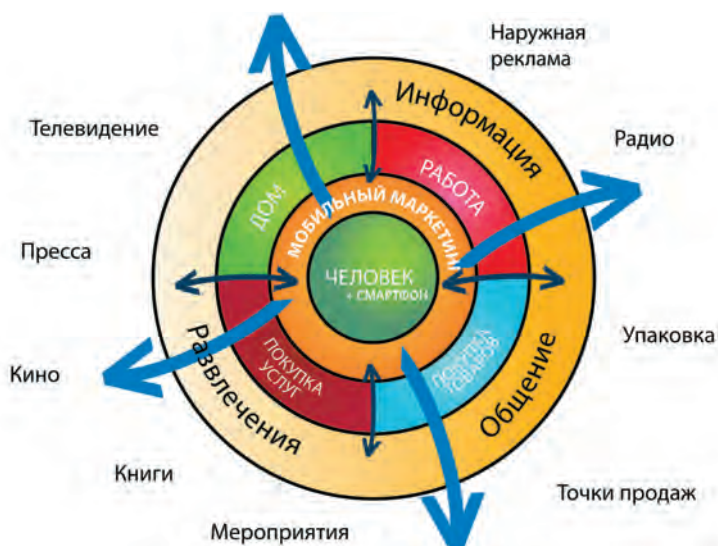 Наружная
реклама
Телевидение
Информация
Радио
ДОМ
РАБОТА
МОБИЛЬНЫЙ МАРКЕТИНГ
Пресса
ЧЕЛОВЕК
+ СМАРТФОН
Упаковка
Кино
Развлечения
ПОКУПКА
УСЛУГ
ПОКУПКА
ТОВАРОВ
Общение
Книги
Точки продаж
Мероприятия